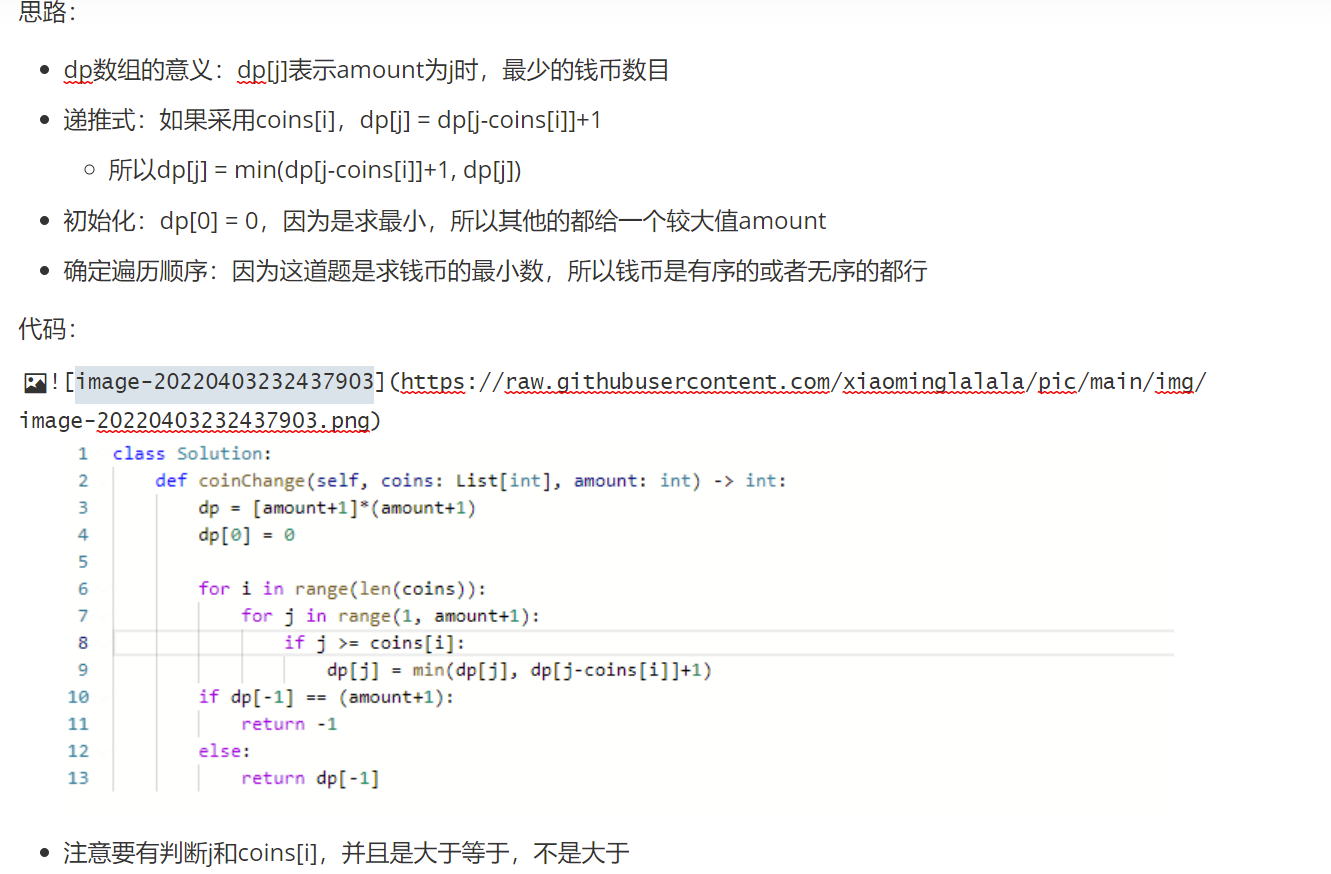 思路：
dp数组的意义：dp[j]表示amount为j时，最少的钱币数目
递推式：如果采用coins[i]，dp[j] = dp[j-coins[i]]+1
所以dp[j] = min(dp[j-coins[i]]+1, dp[j])
初始化：dp[0] = 0，因为是求最小，所以其他的都给一个较大值amount
确定遍历顺序：因为这道题是求钱币的最小数，所以钱币是有序的或者无序的都行
代码：
![image-20220403232437903](https://raw.githubusercontent.com/xiaominglalala/pic/main/img/
image-20220403232437903.png)
1 class Solution:
2     def coinChange(self, coins: List[int], amount: int) -> int:
3         dp = [amount+1]*(amount+1)
4         dp[0] = 0
5
6         for i in range(len(coins)):
7             for j in range(1, amount+1):
8                 if j >= coins[i]:
9                     dp[j] = min(dp[j], dp[j-coins[i]]+1)
10         if dp[-1] == (amount+1):
11             return -1
12         else:
13             return dp[-1]
注意要有判断j和coins[i]，并且是大于等于，不是大于